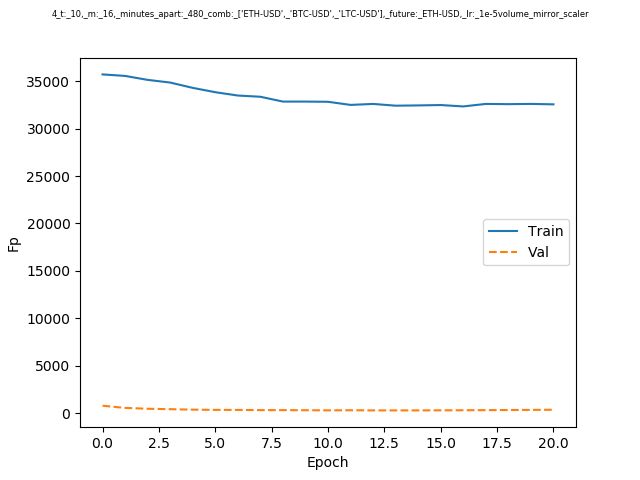 4_t:_10,_m:_16,_minutes_apart:_480_comb:_['ETH-USD',_'BTC-USD',_'LTC-USD'],_future:_ETH-USD,_lr:_1e-5volume_mirror_scaler
35000
30000
25000
20000
15000
10000
5000
0
Fp
Train
Val
0.0 2.5 5.0 7.5 10.0 12.5 15.0 17.5 20.0
Epoch